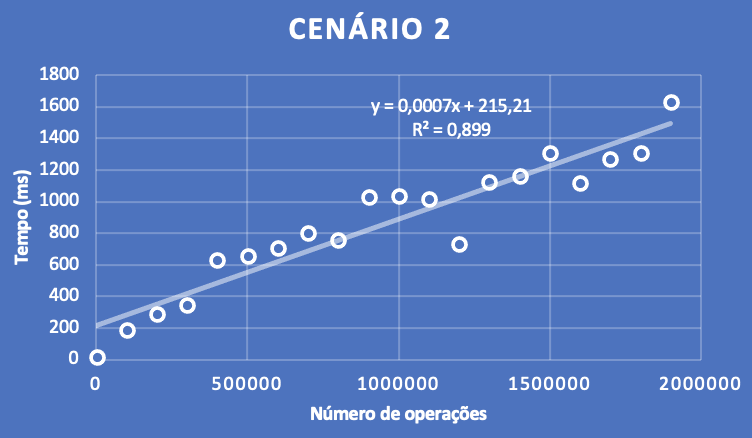 CENÁRIO 2
1800
1600
1400
1200
1000
800
600
400
200
0
y = 0,0007x + 215,21
R² = 0,899
Tempo (ms)
0 500000 1000000 1500000 2000000
Número de operações